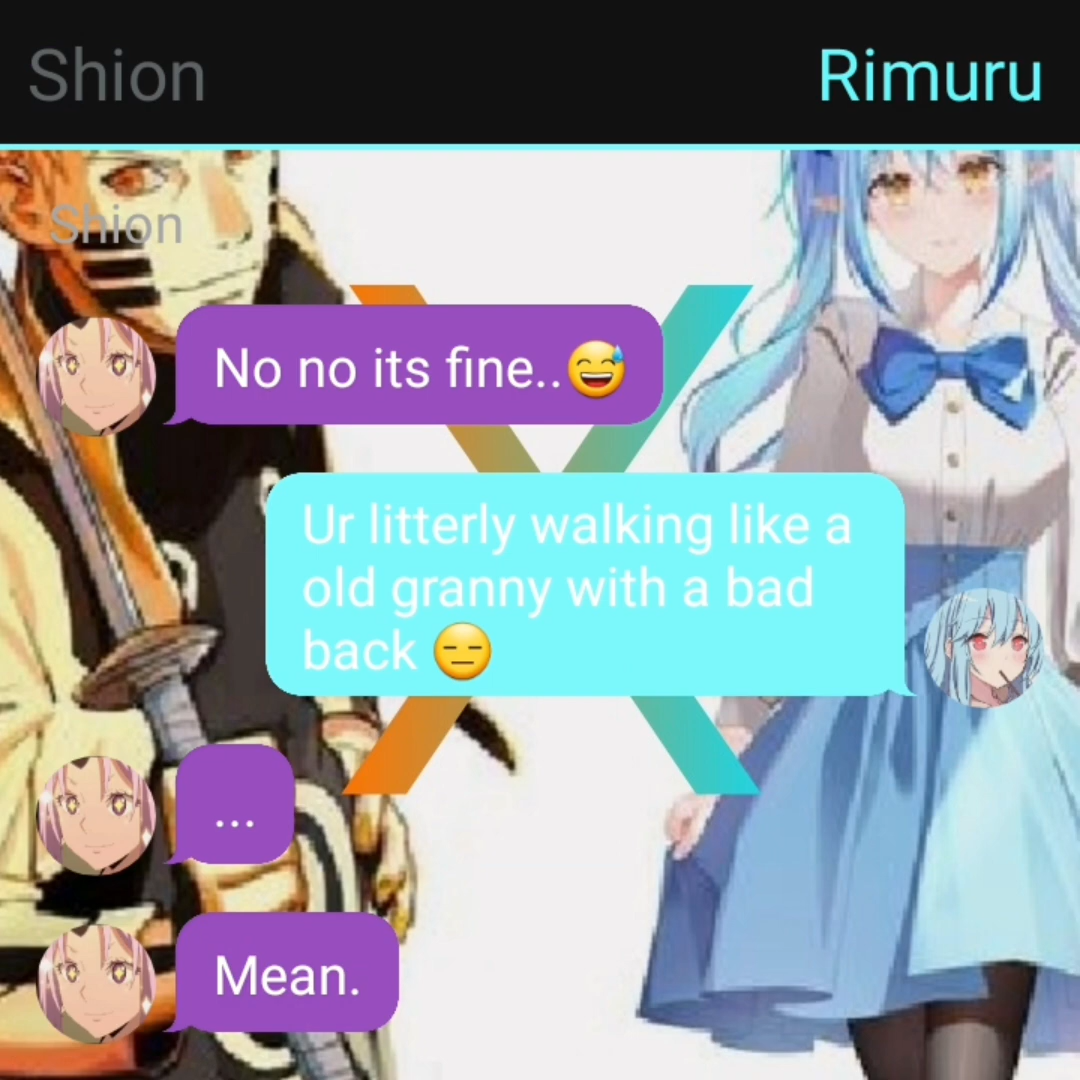 Shion
Rimuru
Shion
No no its fine..😅
Ur litterly walking like a
old granny with a bad
back 😑
...
Mean.